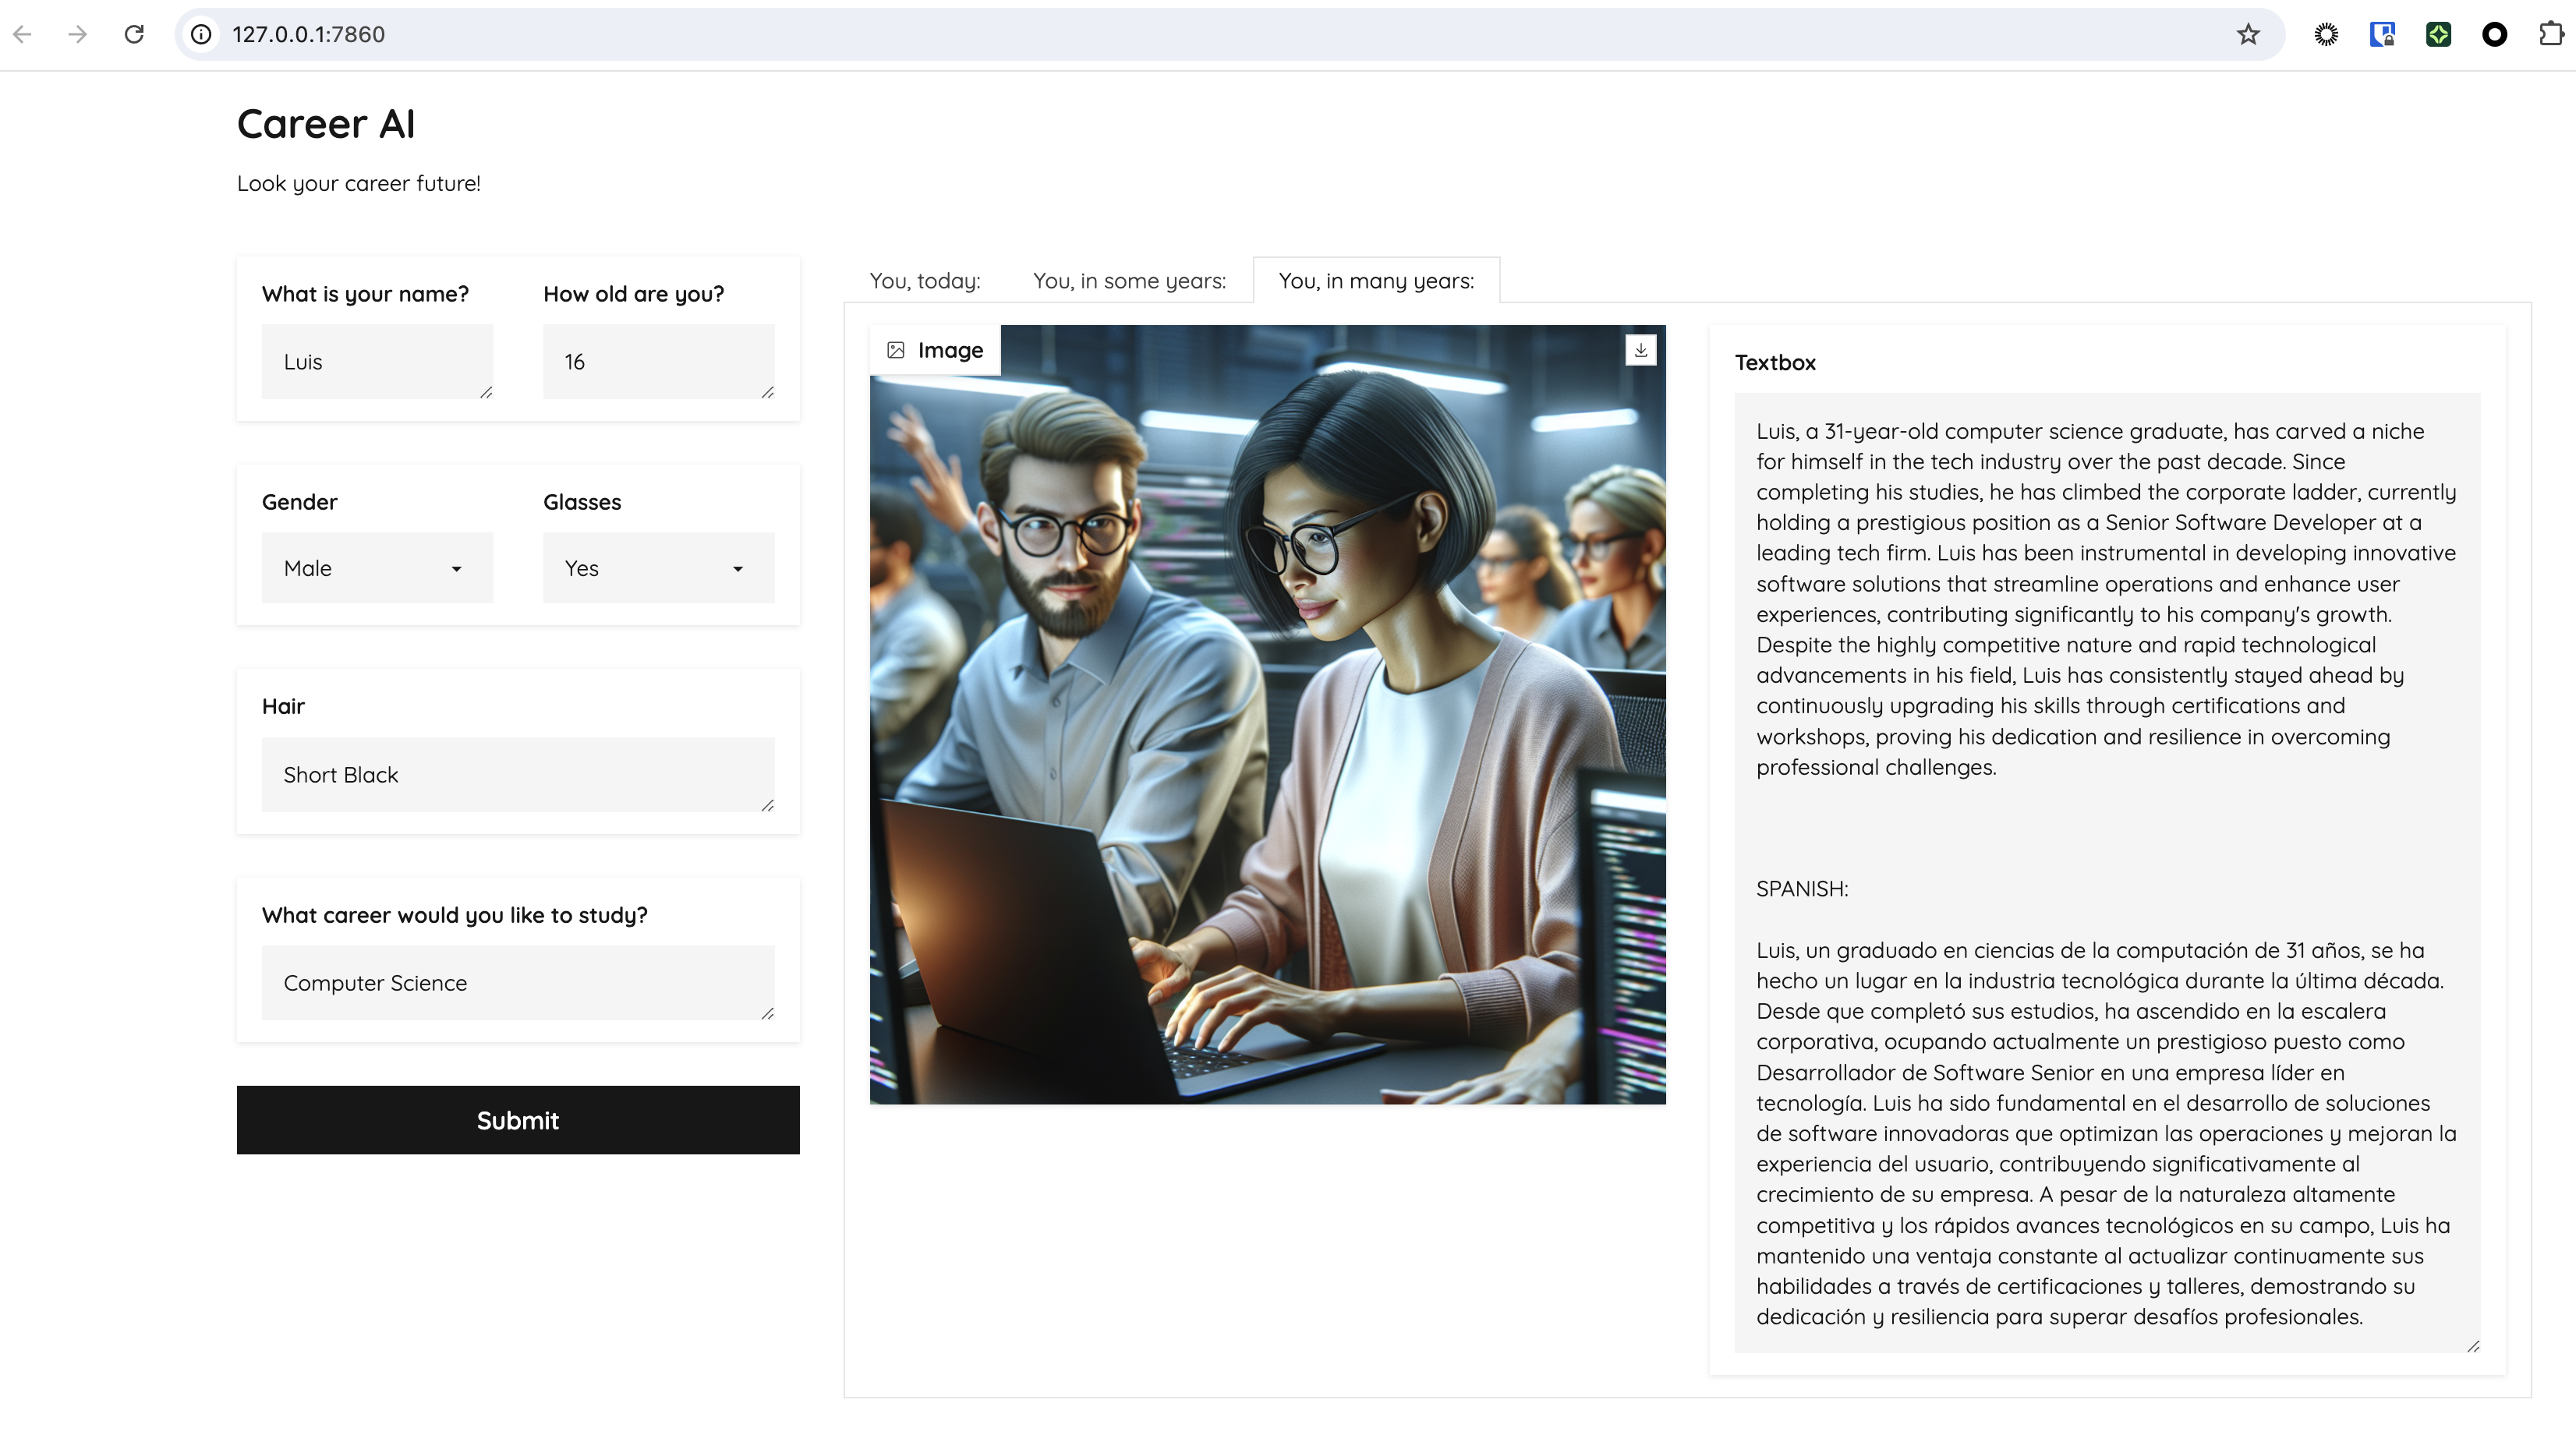 127.0.0.1:7860
Career AI
Look your career future!
What is your name?
How old are you?
Luis
16
Gender
Glasses
Male
Yes
Hair
Short Black
What career would you like to study?
Computer Science
Submit
You, today:
You, in some years:
You, in many years:
Image
Textbox
Luis, a 31-year-old computer science graduate, has carved a niche
for himself in the tech industry over the past decade. Since
completing his studies, he has climbed the corporate ladder, currently
holding a prestigious position as a Senior Software Developer at a
leading tech firm. Luis has been instrumental in developing innovative
software solutions that streamline operations and enhance user
experiences, contributing significantly to his company's growth.
Despite the highly competitive nature and rapid technological
advancements in his field, Luis has consistently stayed ahead by
continuously upgrading his skills through certifications and
workshops, proving his dedication and resilience in overcoming
professional challenges.
SPANISH:
Luis, un graduado en ciencias de la computación de 31 años, se ha
hecho un lugar en la industria tecnológica durante la última década.
Desde que completó sus estudios, ha ascendido en la escalera
corporativa, ocupando actualmente un prestigioso puesto como
Desarrollador de Software Senior en una empresa líder en
tecnología. Luis ha sido fundamental en el desarrollo de soluciones
de software innovadoras que optimizan las operaciones y mejoran la
experiencia del usuario, contribuyendo significativamente al
crecimiento de su empresa. A pesar de la naturaleza altamente
competitiva y los rápidos avances tecnológicos en su campo, Luis ha
mantenido una ventaja constante al actualizar continuamente sus
habilidades a través de certificaciones y talleres, demostrando su
dedicación y resiliencia para superar desafíos profesionales.